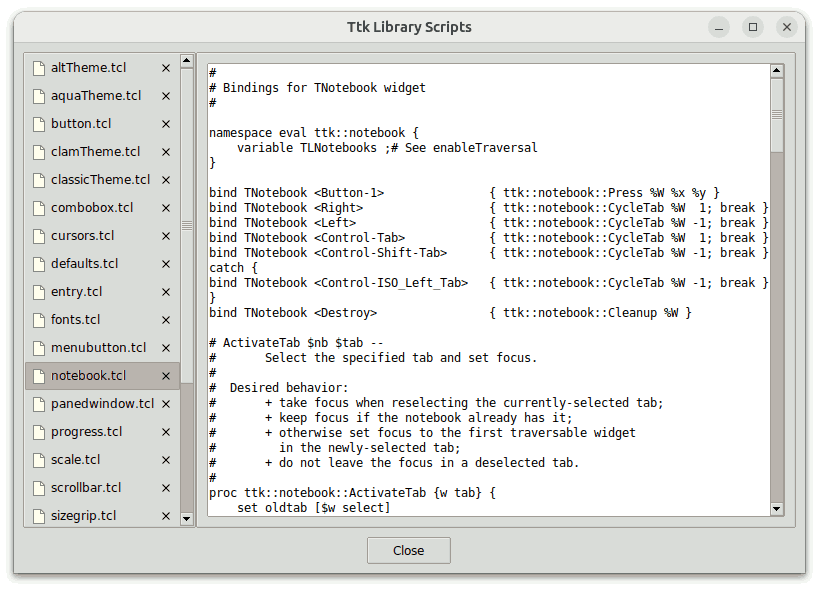 Ttk Library Scripts
altTheme.tcl
aquaTheme.tcl
button.tcl
clamTheme.tcl
classicTheme.tcl
combobox.tcl
cursors.tcl
defaults.tcl
entry.tcl
fonts.tcl
menubutton.tcl
notebook.tcl
panedwindow.tcl
progress.tcl
scale.tcl
scrollbar.tcl
sizegrip.tcl
#
# Bindings for TNotebook widget
#

namespace eval ttk::notebook {
    variable TLNotebooks ;# See enableTraversal
}

bind TNotebook <Button-1>               { ttk::notebook::Press %W %x %y }
bind TNotebook <Right>                  { ttk::notebook::CycleTab %W  1; break }
bind TNotebook <Left>                   { ttk::notebook::CycleTab %W -1; break }
bind TNotebook <Control-Tab>            { ttk::notebook::CycleTab %W  1; break }
bind TNotebook <Control-Shift-Tab>      { ttk::notebook::CycleTab %W -1; break }
catch {
bind TNotebook <Control-ISO_Left_Tab>   { ttk::notebook::CycleTab %W -1; break }
}
bind TNotebook <Destroy>                { ttk::notebook::Cleanup %W }

# ActivateTab $nb $tab --
#       Select the specified tab and set focus.
#
#  Desired behavior:
#       + take focus when reselecting the currently-selected tab;
#       + keep focus if the notebook already has it;
#       + otherwise set focus to the first traversable widget
#         in the newly-selected tab;
#       + do not leave the focus in a deselected tab.
#
proc ttk::notebook::ActivateTab {w tab} {
    set oldtab [$w select]
Close